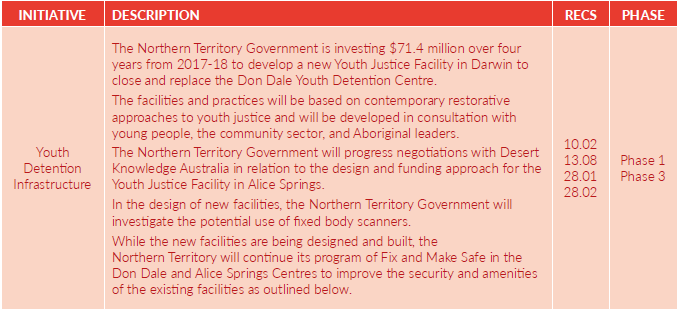 INITIATIVE DESCRIPTION RECS PHASE
Youth
Detention
Infrastructure
The Northern Territory Government is investing $71.4 million over four
years from 2017-18 to develop a new Youth Justice Facility in Darwin to
close and replace the Don Dale Youth Detention Centre.
The facilities and practices will be based on contemporary restorative
approaches to youth justice and will be developed in consultation with
young people, the community sector, and Aboriginal leaders.
The Northern Territory Government will progress negotiations with Desert
Knowledge Australia in relation to the design and funding approach for the
Youth Justice Facility in Alice Springs.
In the design of new facilities, the Northern Territory Government will
investigate the potential use of fixed body scanners.
While the new facilities are being designed and built, the
Northern Territory will continue its program of Fix and Make Safe in the
Don Dale and Alice Springs Centres to improve the security and amenities
of the existing facilities as outlined below.
10.02
13.08
28.01
28.02
Phase 1
Phase 3